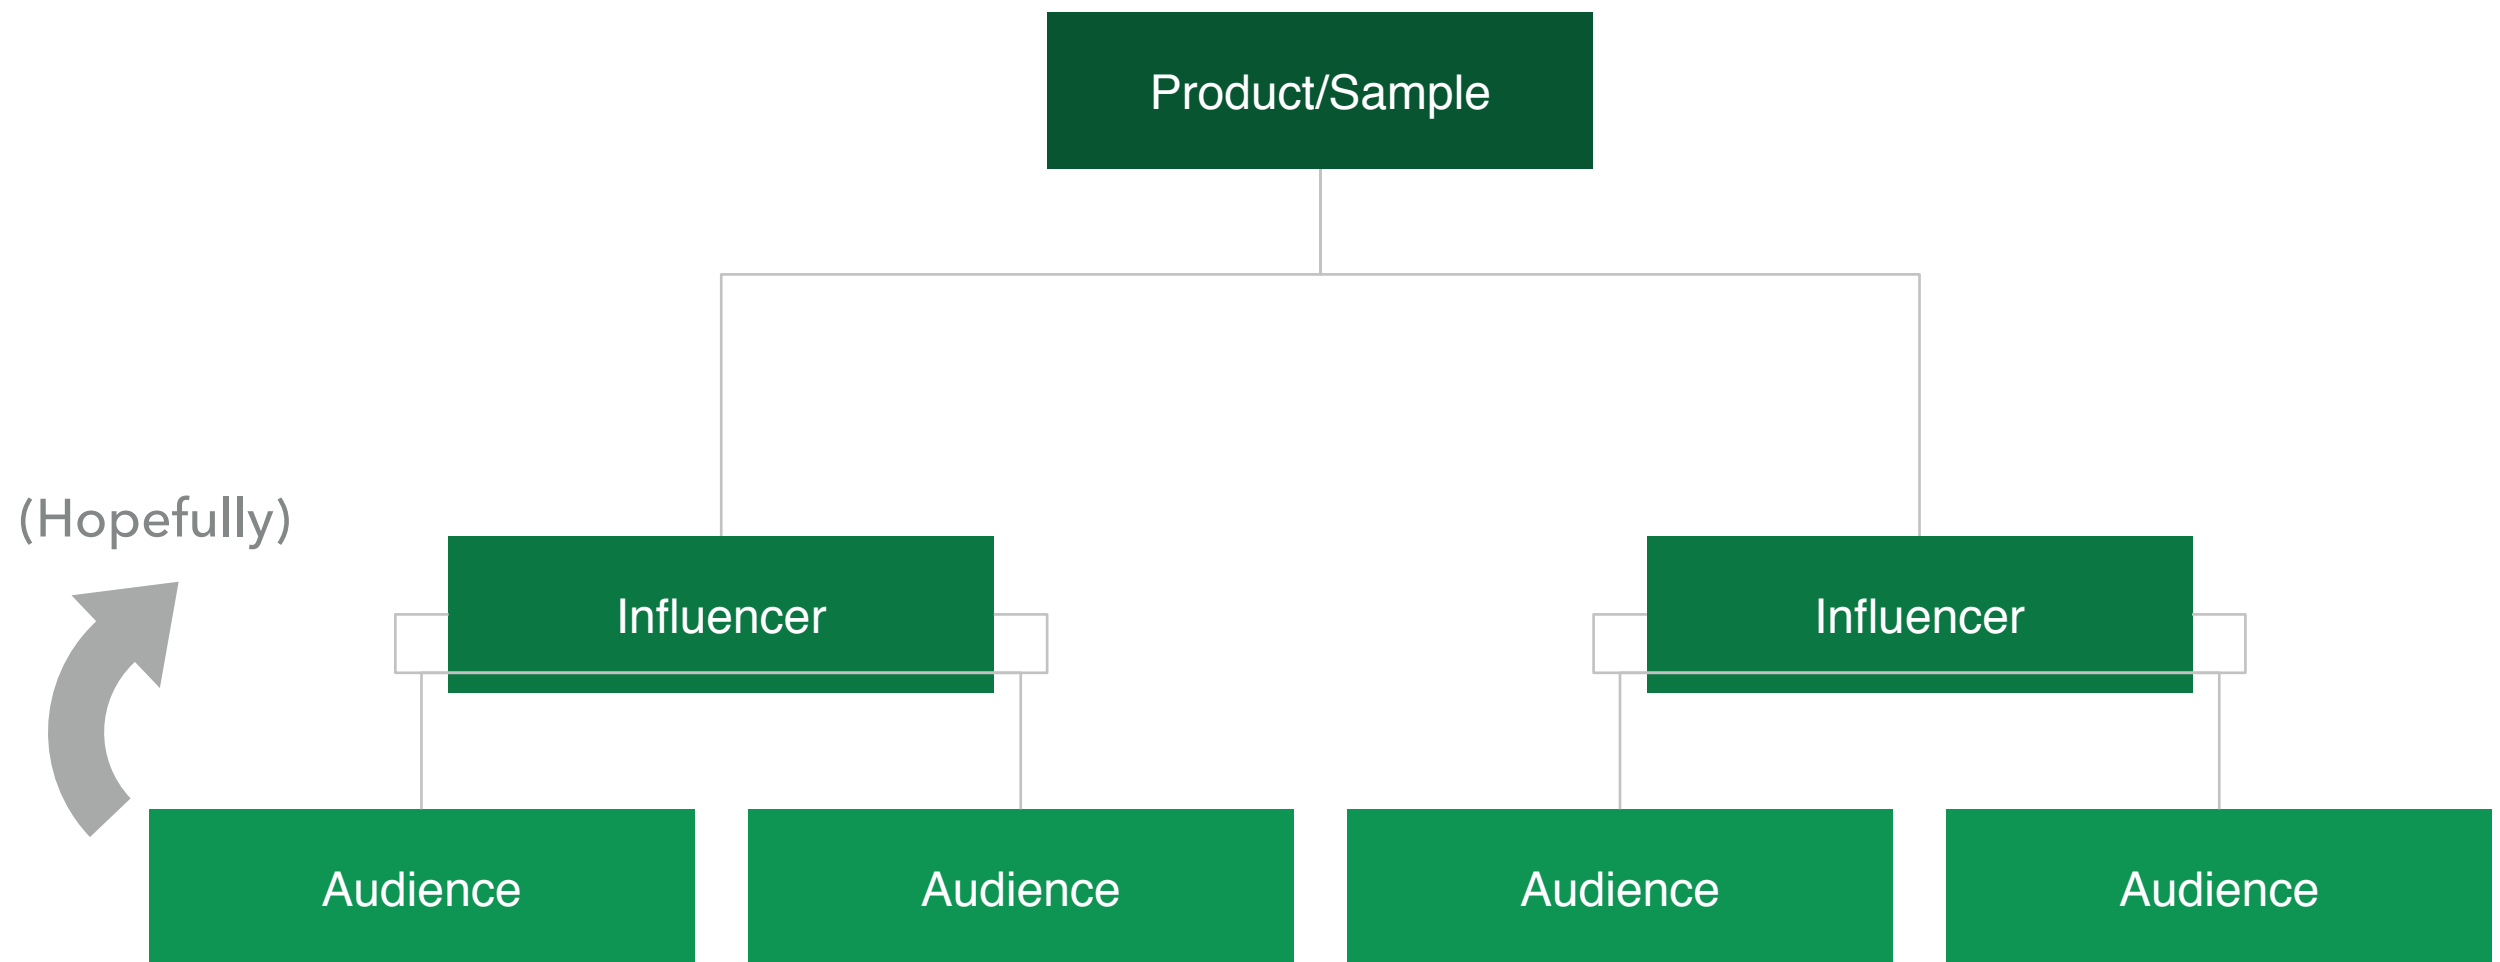 Product/Sample
(Hopefully)
Influencer
Influencer
Audience
Audience
Audience
Audience